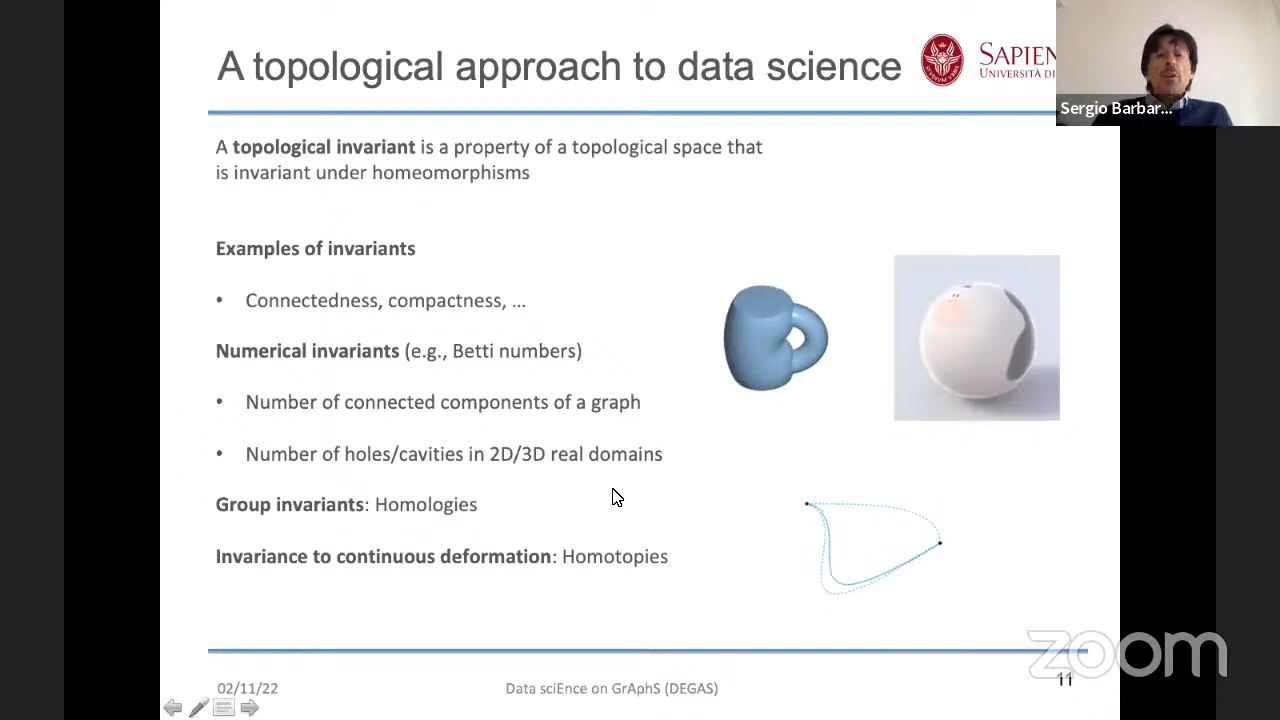 A topological approach to data science
SAPIEN
UNIVERSITÀ DI
Sergio Barbar...
A topological invariant is a property of a topological space that
is invariant under homeomorphisms
Examples of invariants
• Connectedness, compactness, ...
Numerical invariants (e.g., Betti numbers)
• Number of connected components of a graph
• Number of holes/cavities in 2D/3D real domains
Group invariants: Homologies
Invariance to continuous deformation: Homotopies
zoom
02/11/22
Data sciEnce on GrAphS (DEGAS)
11